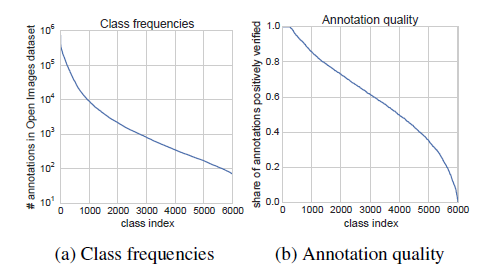 Class frequencies
# annotations in Open Images dataset
10^6
10^5
10^4
10^3
10^2
10^1
0 1000 2000 3000 4000 5000 6000
class index
(a) Class frequencies
Annotation quality
share of annotations positively verified
1.0
0.8
0.6
0.4
0.2
0.0
0 1000 2000 3000 4000 5000 6000
class index
(b) Annotation quality